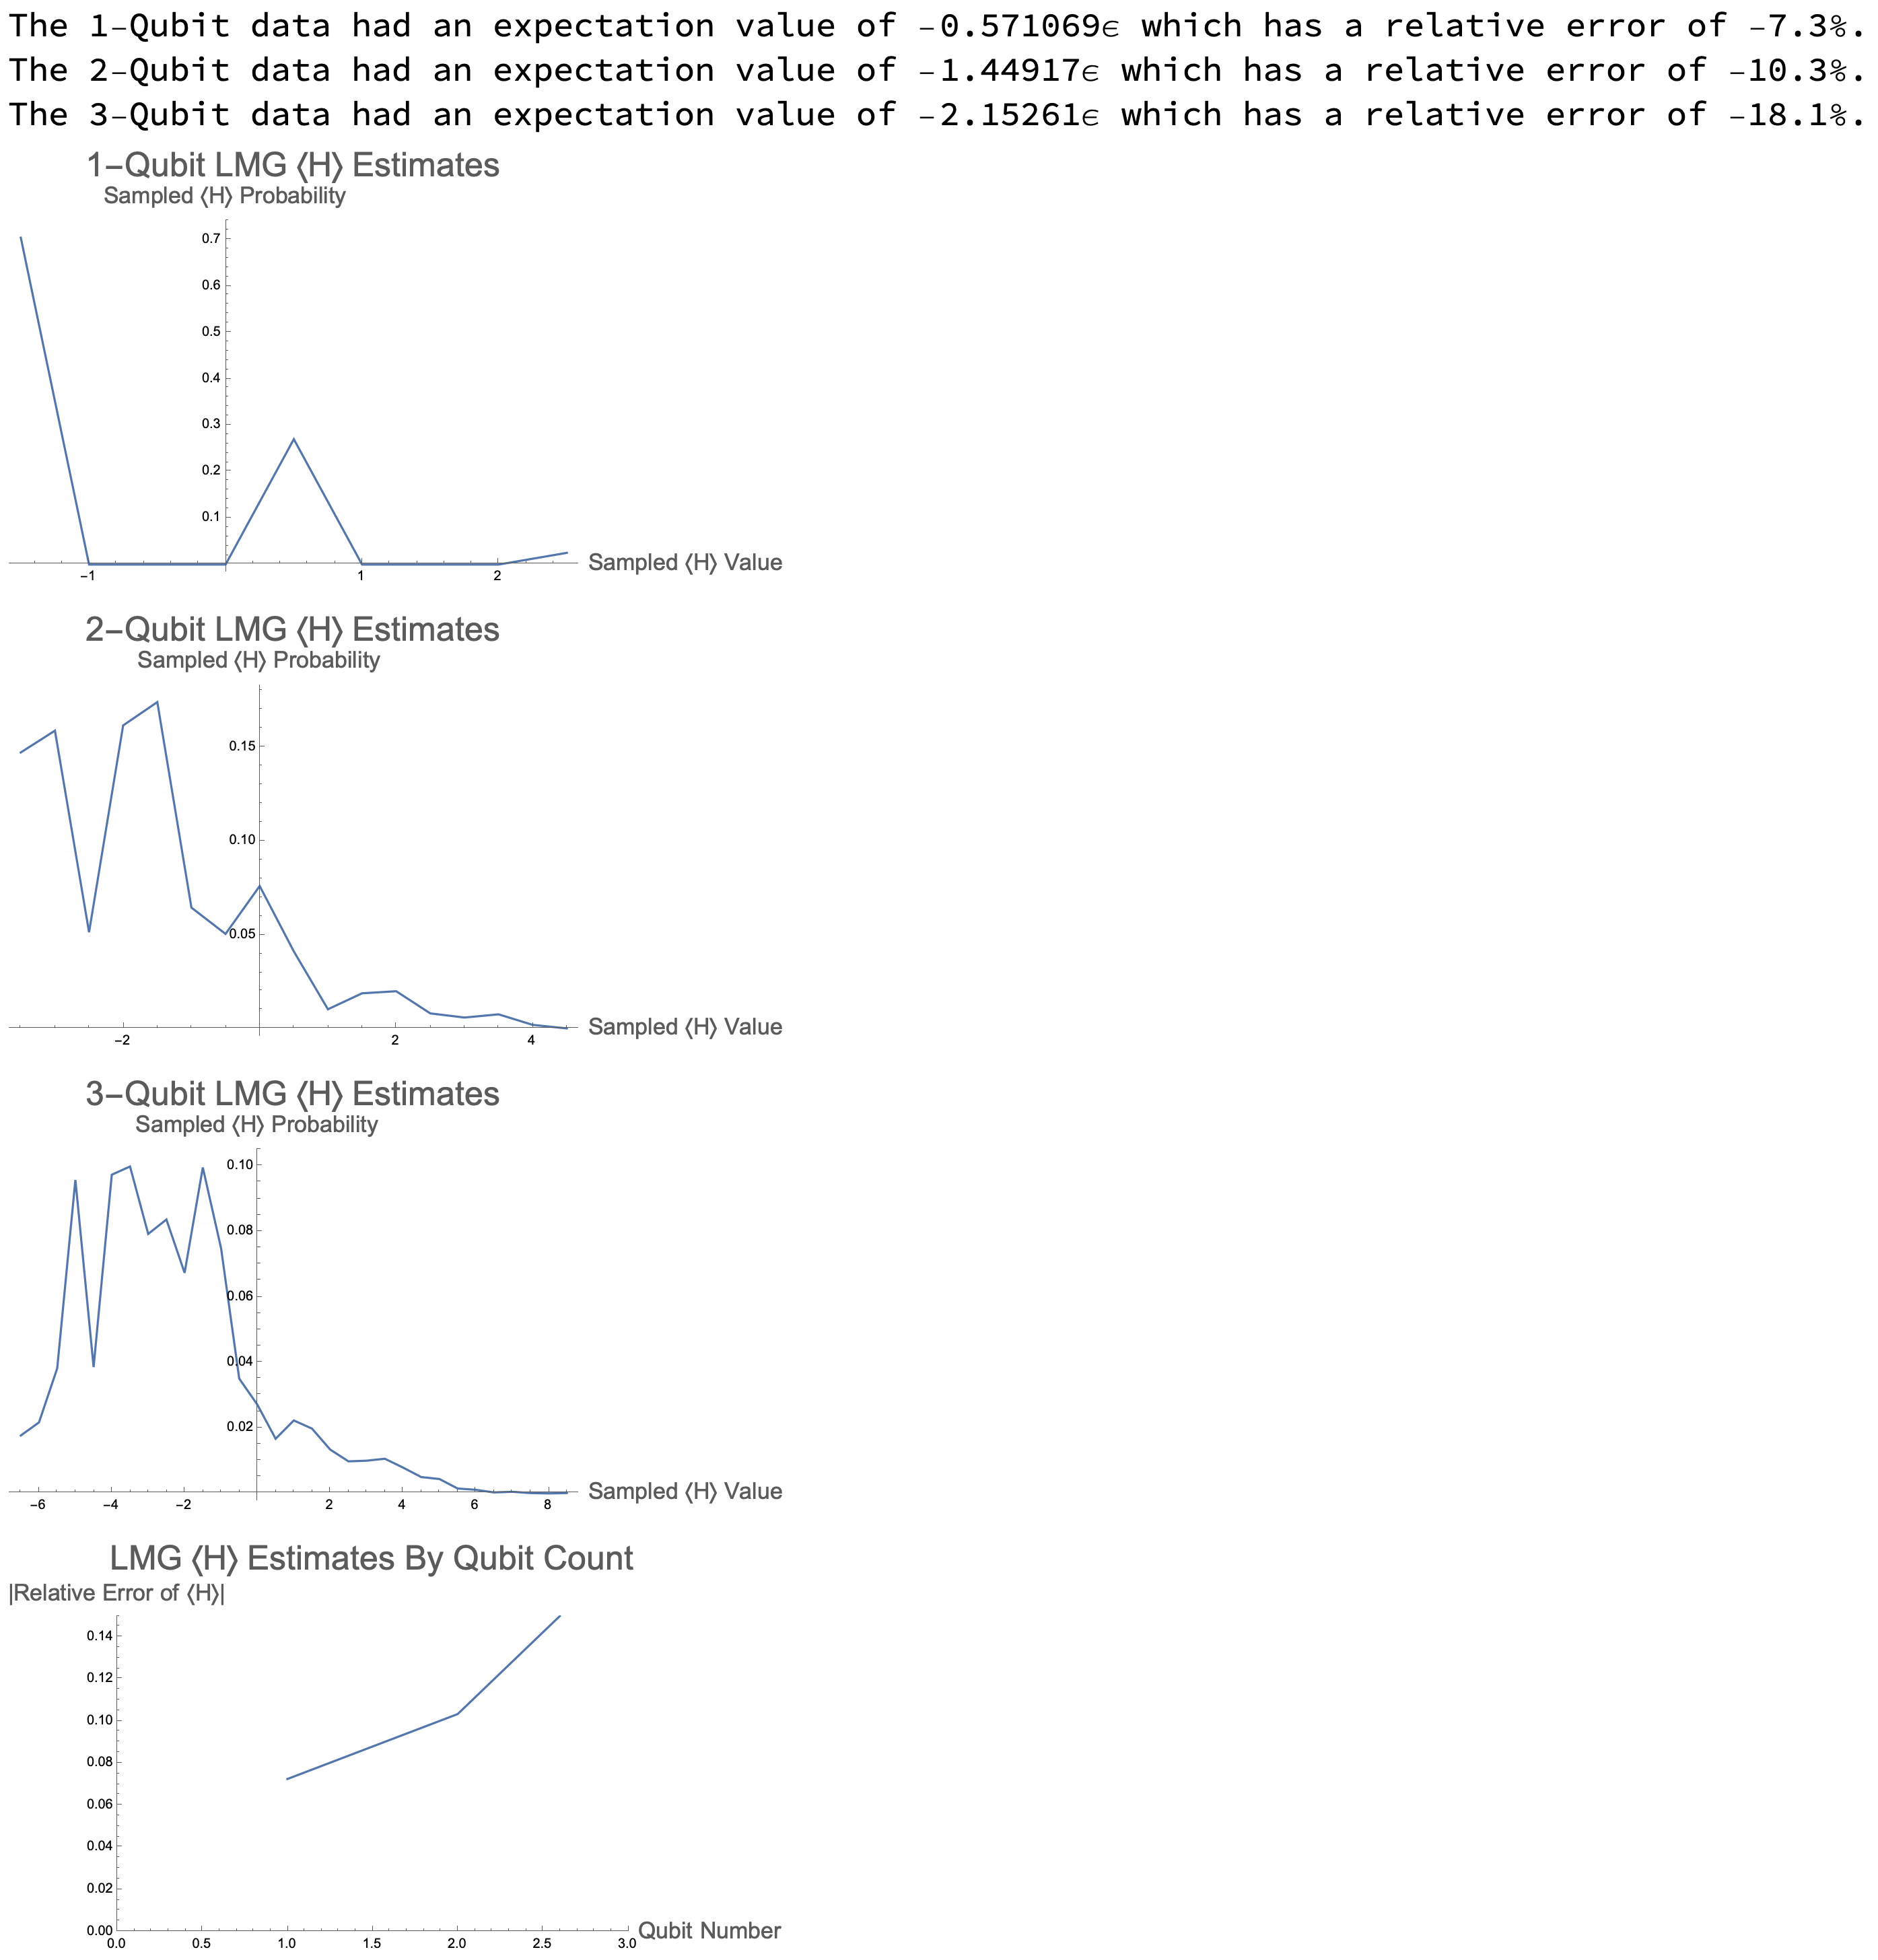 The 1-Qubit data had an expectation value of -0.571069ϵ which has a relative error of -7.3%.
The 2-Qubit data had an expectation value of -1.44917ϵ which has a relative error of -10.3%.
The 3-Qubit data had an expectation value of -2.15261ϵ which has a relative error of -18.1%.
1-Qubit LMG ⟨H⟩ Estimates
Sampled ⟨H⟩ Probability
0.7
0.6
0.5
0.4
0.3
0.2
0.1
Sampled ⟨H⟩ Value
-1 1 2
2-Qubit LMG ⟨H⟩ Estimates
Sampled ⟨H⟩ Probability
0.15
0.10
0.05
Sampled ⟨H⟩ Value
-2 2 4
3-Qubit LMG ⟨H⟩ Estimates
Sampled ⟨H⟩ Probability
0.10
0.08
0.06
0.04
0.02
Sampled ⟨H⟩ Value
-6 -4 -2 2 4 6 8
LMG ⟨H⟩ Estimates By Qubit Count
|Relative Error of ⟨H⟩|
0.14
0.12
0.10
0.08
0.06
0.04
0.02
0.00
Qubit Number
0.0 0.5 1.0 1.5 2.0 2.5 3.0